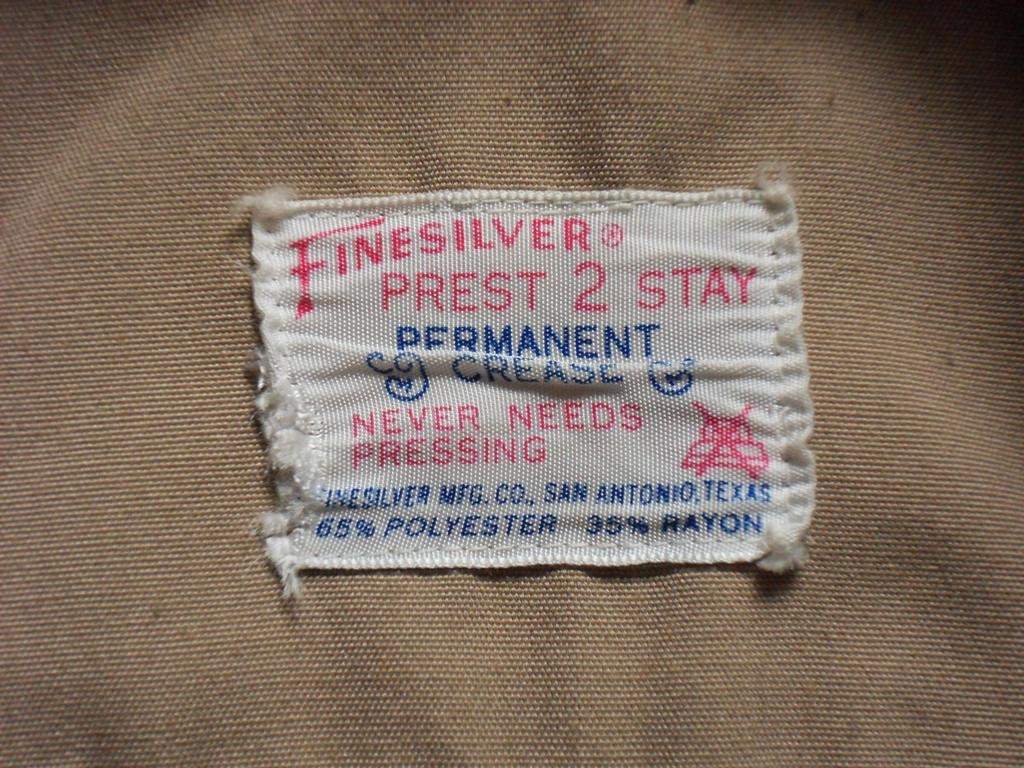 FINESILVER®
PREST 2 STAY
PERMANENT
CREASE
NEVER NEEDS
PRESSING
FINESILVER MFG. CO., SAN ANTONIO, TEXAS
65% POLYESTER 35% RAYON